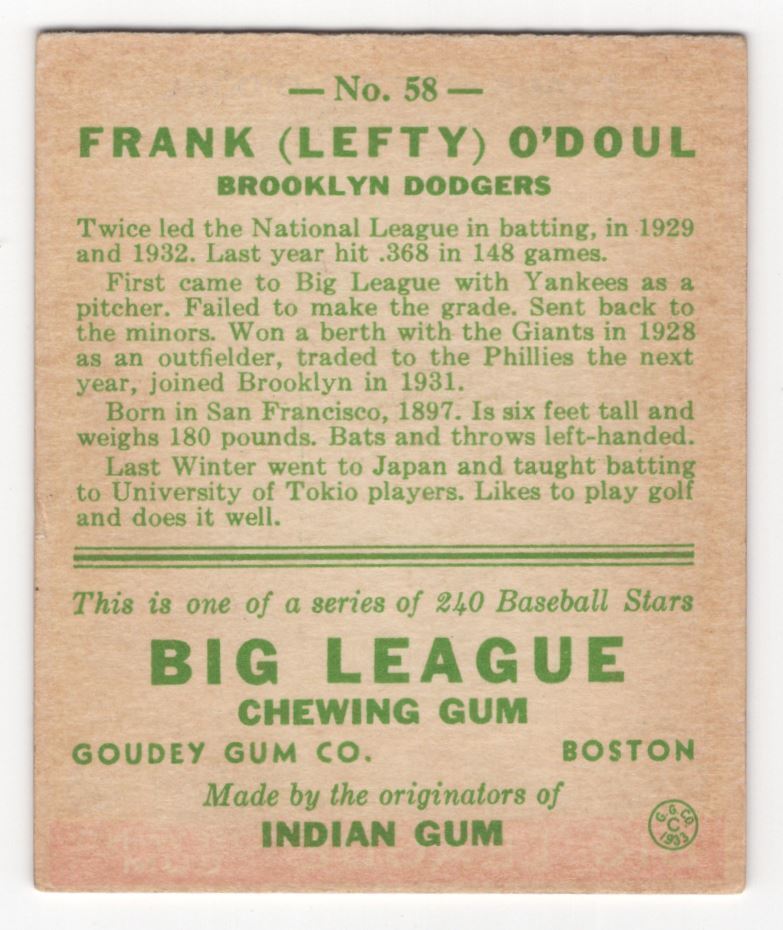 — No. 58 —
FRANK (LEFTY) O'DOUL
BROOKLYN DODGERS
Twice led the National League in batting, in 1929
and 1932. Last year hit .368 in 148 games.
First came to Big League with Yankees as a
pitcher. Failed to make the grade. Sent back to
the minors. Won a berth with the Giants in 1928
as an outfielder, traded to the Phillies the next
year, joined Brooklyn in 1931.
Born in San Francisco, 1897. Is six feet tall and
weighs 180 pounds. Bats and throws left-handed.
Last Winter went to Japan and taught batting
to University of Tokio players. Likes to play golf
and does it well.
This is one of a series of 240 Baseball Stars
BIG LEAGUE
CHEWING GUM
GOUDEY GUM CO. BOSTON
Made by the originators of
INDIAN GUM
G. G. CO.
C
1933